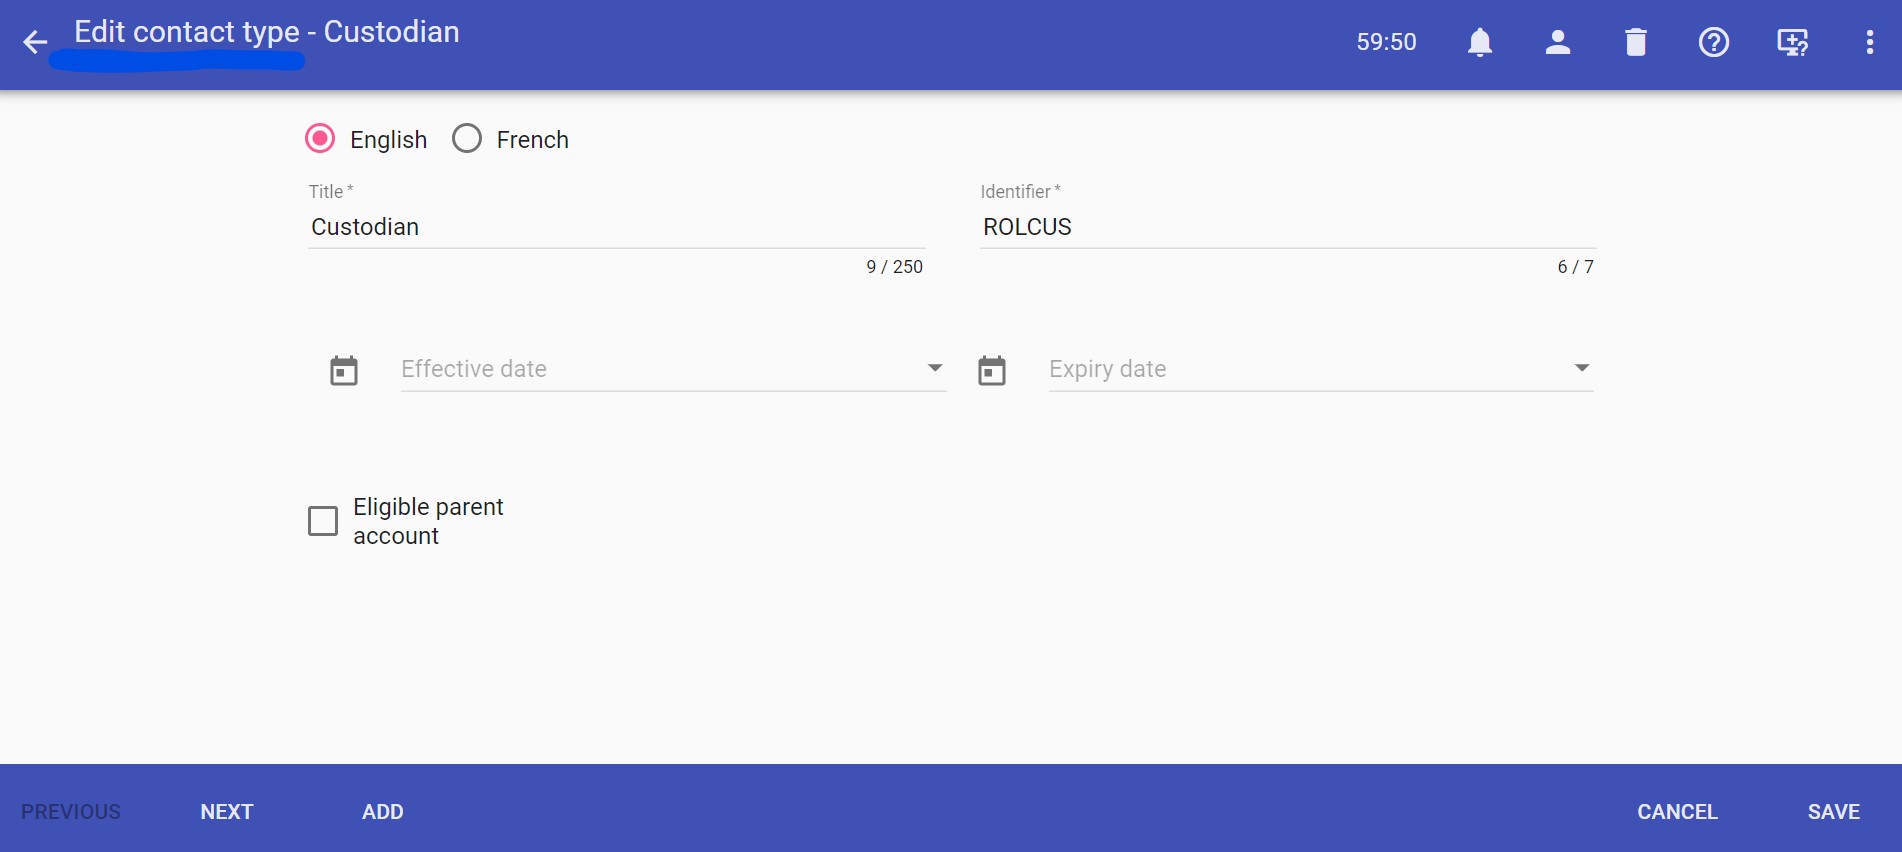 Edit contact type - Custodian
59:50
English
French
Title *
Custodian
9 / 250
Identifier *
ROLCUS
6 / 7
Effective date
Expiry date
Eligible parent
account
PREVIOUS
NEXT
ADD
CANCEL
SAVE